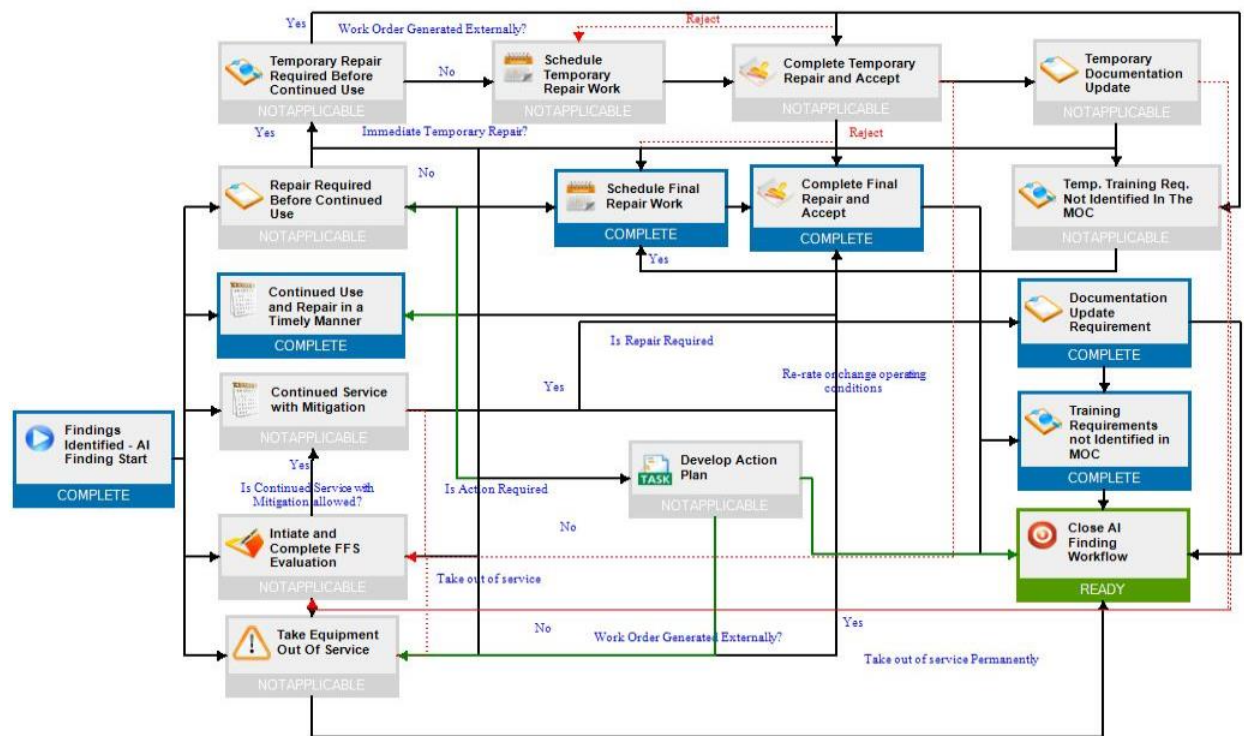 Yes
Work Order Generated Externally?
Reject
Temporary Repair
Required Before
Continued Use
NOTAPPLICABLE
No
Schedule
Temporary
Repair Work
NOTAPPLICABLE
Complete Temporary
Repair and Accept
NOTAPPLICABLE
Temporary
Documentation
Update
NOTAPPLICABLE
Yes
Immediate Temporary Repair?
Reject
Repair Required
Before Continued
Use
NOTAPPLICABLE
No
Schedule Final
Repair Work
COMPLETE
Complete Final
Repair and
Accept
COMPLETE
Temp. Training Req.
Not Identified In The
MOC
NOTAPPLICABLE
Yes
Continued Use
and Repair in a
Timely Manner
COMPLETE
Documentation
Update
Requirement
COMPLETE
Is Repair Required
Yes
Re-rate or change operating
conditions
Continued Service
with Mitigation
NOTAPPLICABLE
Findings
Identified - AI
Finding Start
COMPLETE
Training
Requirements
not Identified in
MOC
COMPLETE
Yes
Is Continued Service with
Mitigation allowed?
Is Action Required
TASK
Develop Action
Plan
NOTAPPLICABLE
No
Intiate and
Complete FFS
Evaluation
NOTAPPLICABLE
Take out of service
Close AI
Finding
Workflow
READY
Take Equipment
Out Of Service
NOTAPPLICABLE
No
Work Order Generated Externally?
Yes
Take out of service Permanently